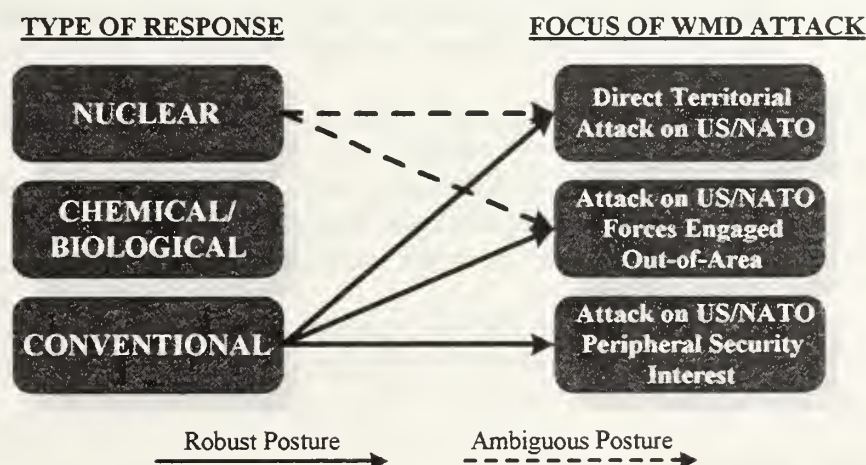 TYPE OF RESPONSE
FOCUS OF WMD ATTACK
NUCLEAR
Direct Territorial
Attack on US/NATO
CHEMICAL/
BIOLOGICAL
Attack on US/NATO
Forces Engaged
Out-of-Area
CONVENTIONAL
Attack on US/NATO
Peripheral Security
Interest
Robust Posture
Ambiguous Posture